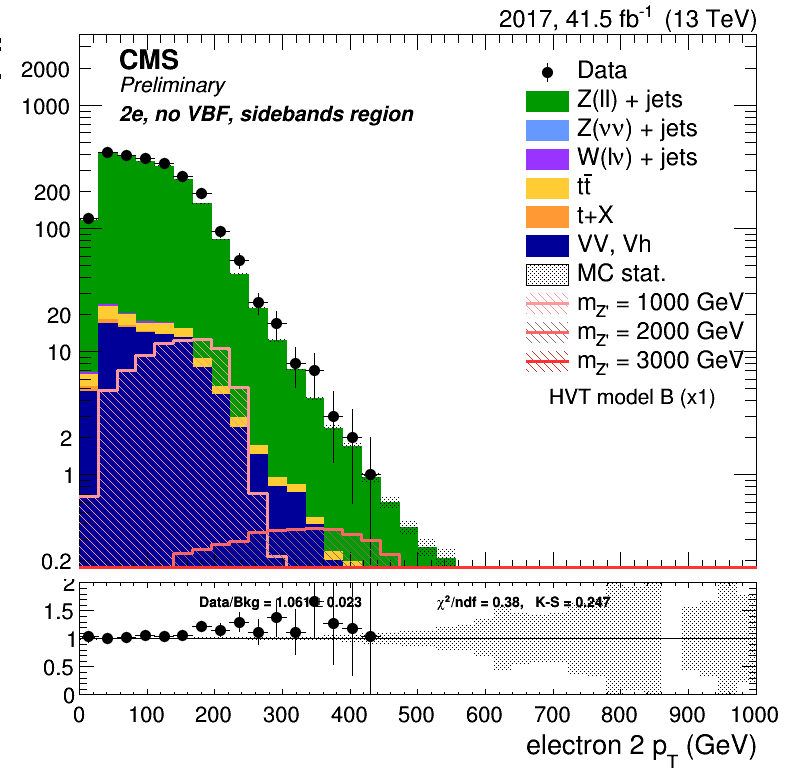 2017, 41.5 fb⁻¹ (13 TeV)
CMS
Preliminary
2e, no VBF, sidebands region
Data
Z(ll) + jets
Z(νν) + jets
W(lν) + jets
tt̄
t+X
VV, Vh
MC stat.
m_Z' = 1000 GeV
m_Z' = 2000 GeV
m_Z' = 3000 GeV
HVT model B (x1)
2000
1000
200
100
20
10
2
1
0.2
Data/Bkg = 1.061 ± 0.023
χ²/ndf = 0.38, K-S = 0.247
2
1.5
1
0.5
0
0 100 200 300 400 500 600 700 800 900 1000
electron 2 p_T (GeV)